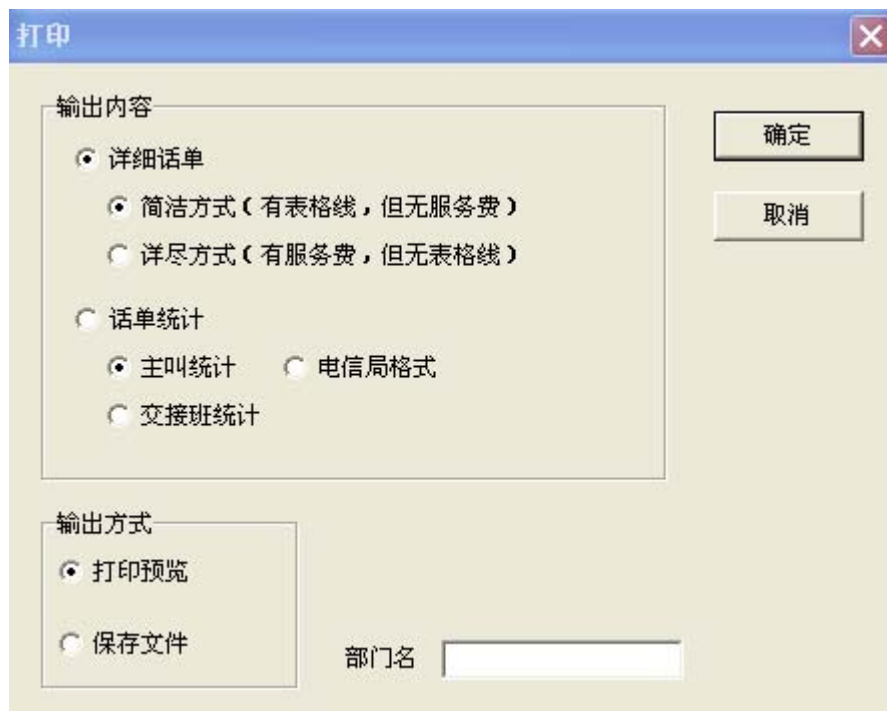 打印
输出内容
详细话单
简洁方式(有表格线,但无服务费)
详尽方式(有服务费,但无表格线)
话单统计
主叫统计 电信局格式
交接班统计
确定
取消
输出方式
打印预览
保存文件
部门名